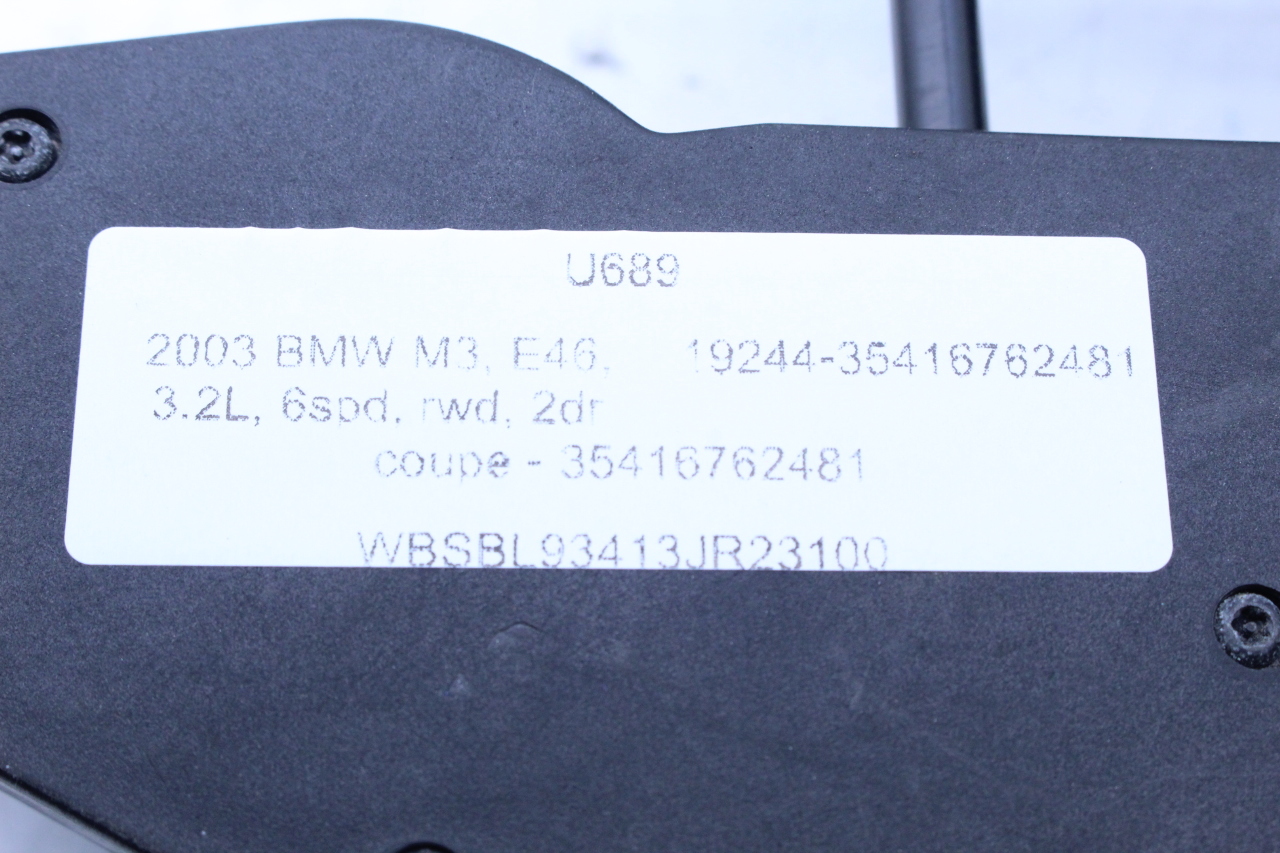 U689
2003 BMW M3, E46, 19244-35416762481
3.2L, 6spd, rwd, 2dr
coupe - 35416762481
WBSBL93413JR23100